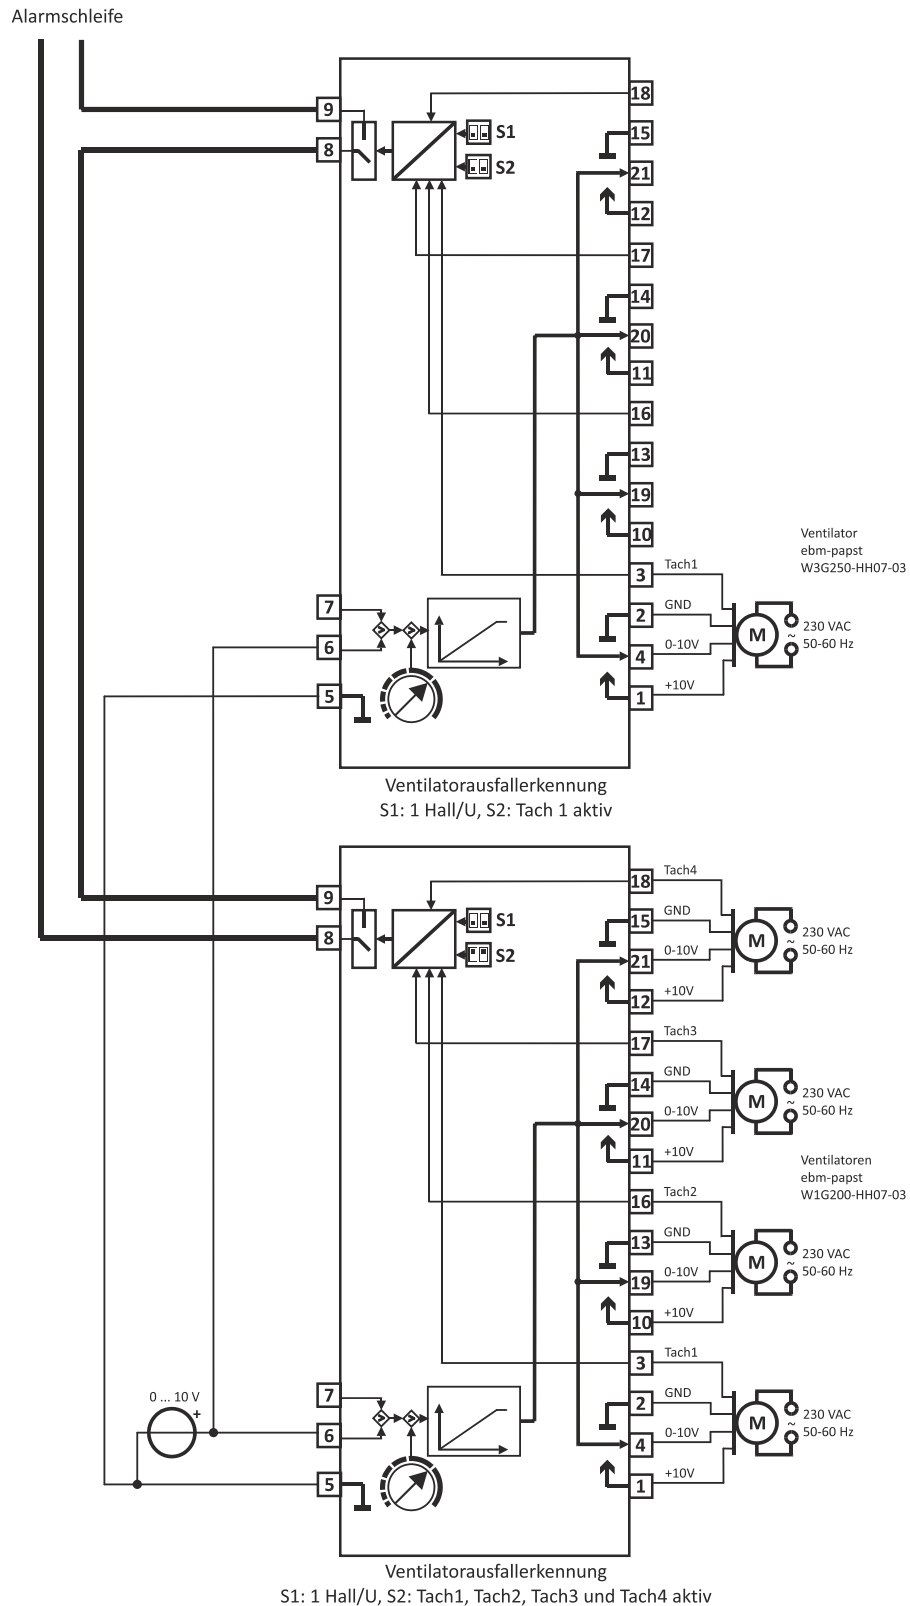 Alarmschleife
9
8
S1
S2
18
15
21
12
17
14
20
11
16
13
19
10
3
Tach1
2
GND
4
0-10V
1
+10V
7
6
5
M
230 VAC
~
50-60 Hz
Ventilator
ebm-papst
W3G250-HH07-03
Ventilatorausfallerkennung
S1: 1 Hall/U, S2: Tach 1 aktiv
9
8
S1
S2
18
Tach4
15
GND
21
0-10V
12
+10V
M
230 VAC
~
50-60 Hz
17
Tach3
14
GND
20
0-10V
11
+10V
M
230 VAC
~
50-60 Hz
Ventilatoren
ebm-papst
W1G200-HH07-03
16
Tach2
13
GND
19
0-10V
10
+10V
M
230 VAC
~
50-60 Hz
3
Tach1
2
GND
4
0-10V
1
+10V
M
230 VAC
~
50-60 Hz
7
6
5
0 ... 10 V
+
Ventilatorausfallerkennung
S1: 1 Hall/U, S2: Tach1, Tach2, Tach3 und Tach4 aktiv